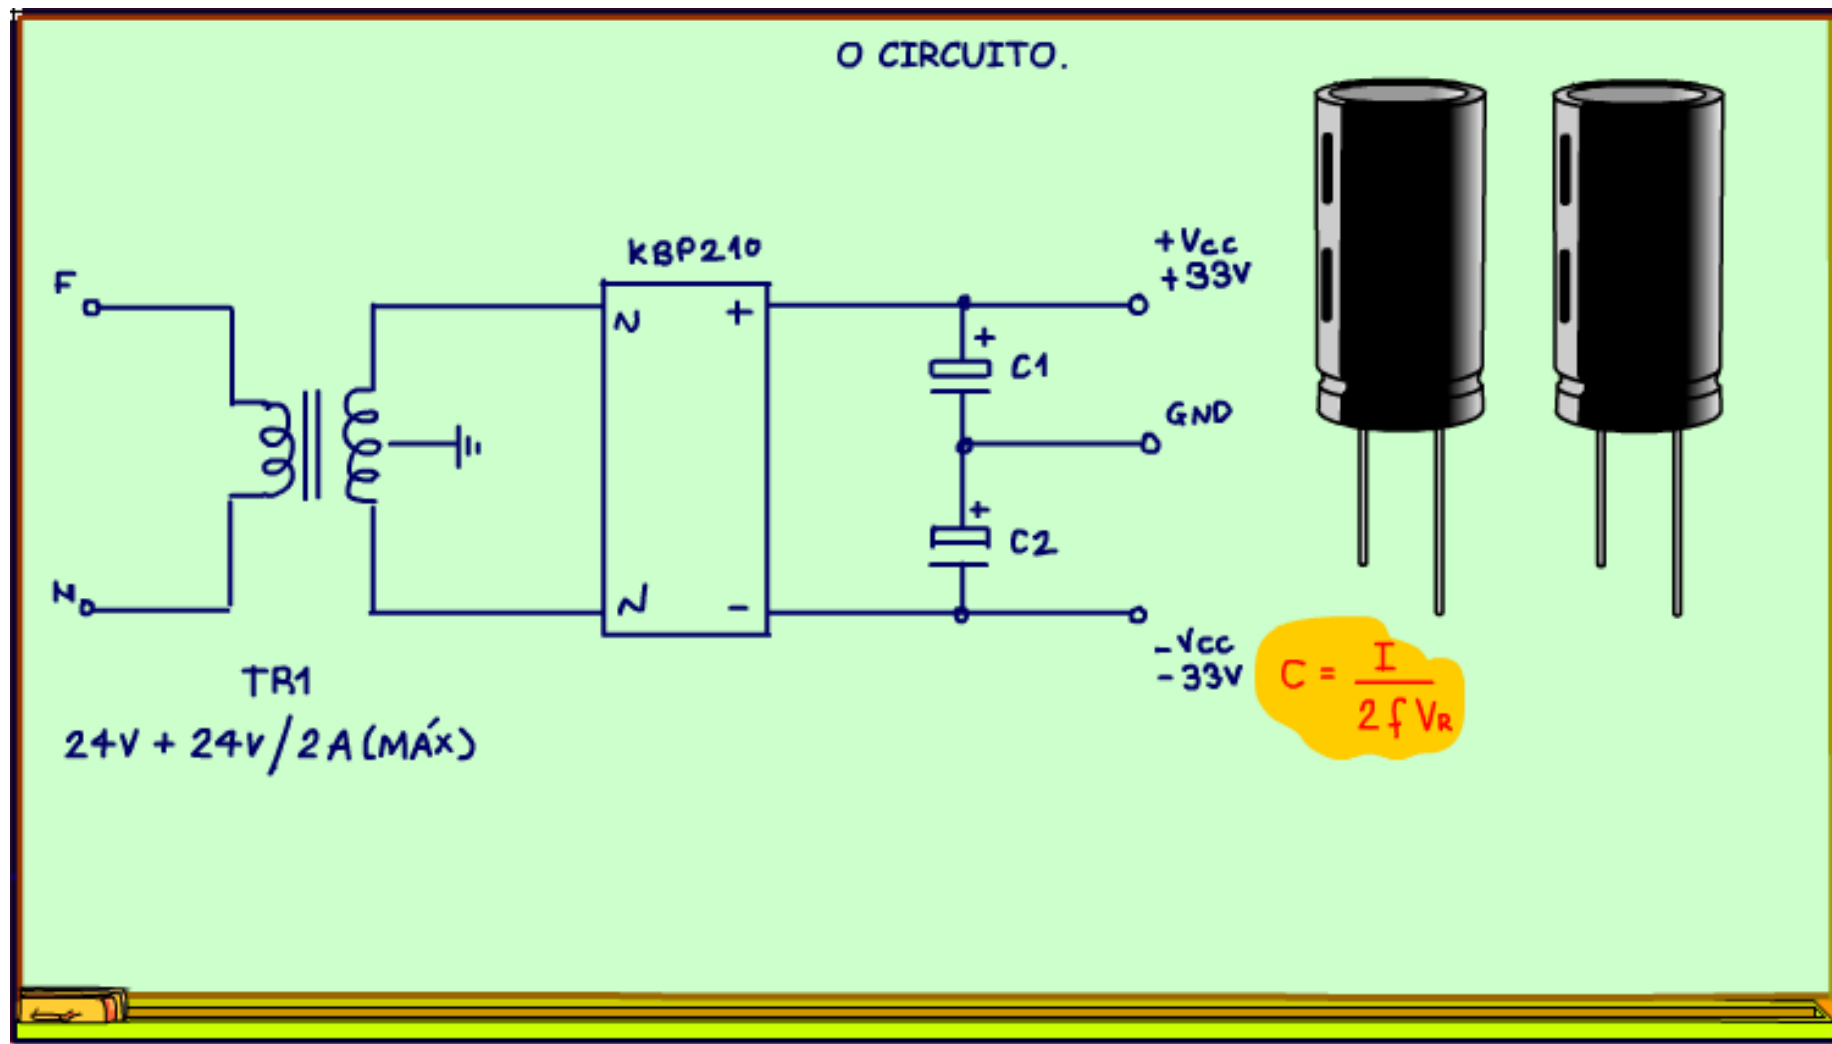 O CIRCUITO.
KBP210
F
+Vcc
+33V
N
+
+
C1
GND
+
C2
N
N
-
-Vcc
-33V
C = I
2 f VR
TR1
24V + 24V/2A (MÁX)